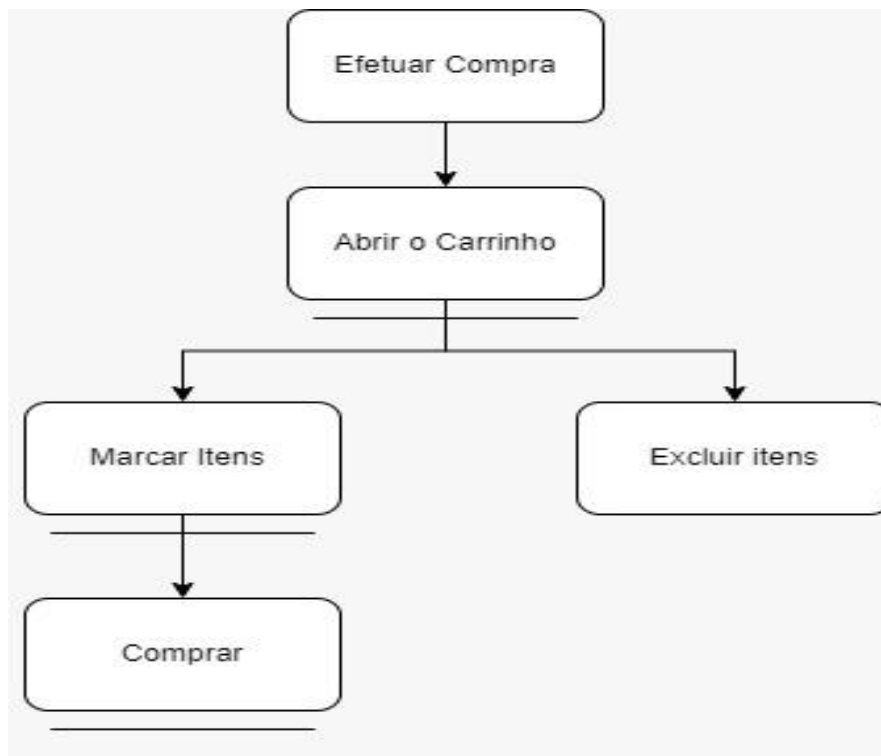 Efetuar Compra
Abrir o Carrinho
Marcar Itens
Excluir itens
Comprar